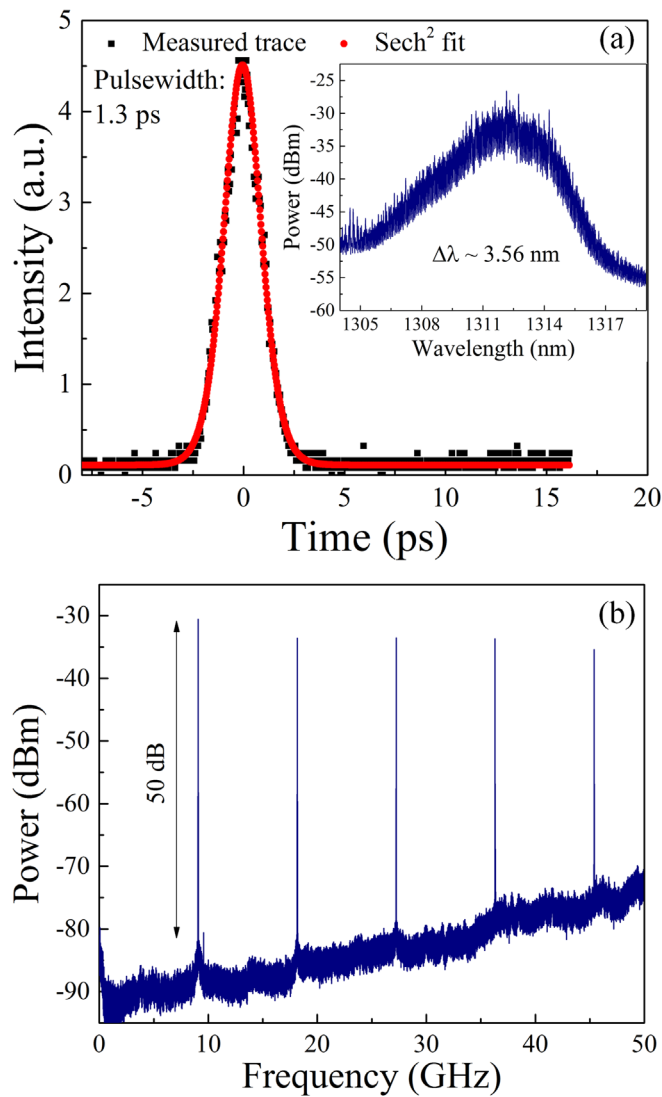 Measured trace
Sech² fit
(a)
Pulsewidth:
1.3 ps
5
4
3
2
1
0
Intensity (a.u.)
-5
0
5
10
15
20
Time (ps)
-25
-30
-35
-40
-45
-50
-55
-60
Power (dBm)
Δλ ~ 3.56 nm
1305
1308
1311
1314
1317
Wavelength (nm)
(b)
-30
-40
-50
-60
-70
-80
-90
Power (dBm)
50 dB
0
10
20
30
40
50
Frequency (GHz)